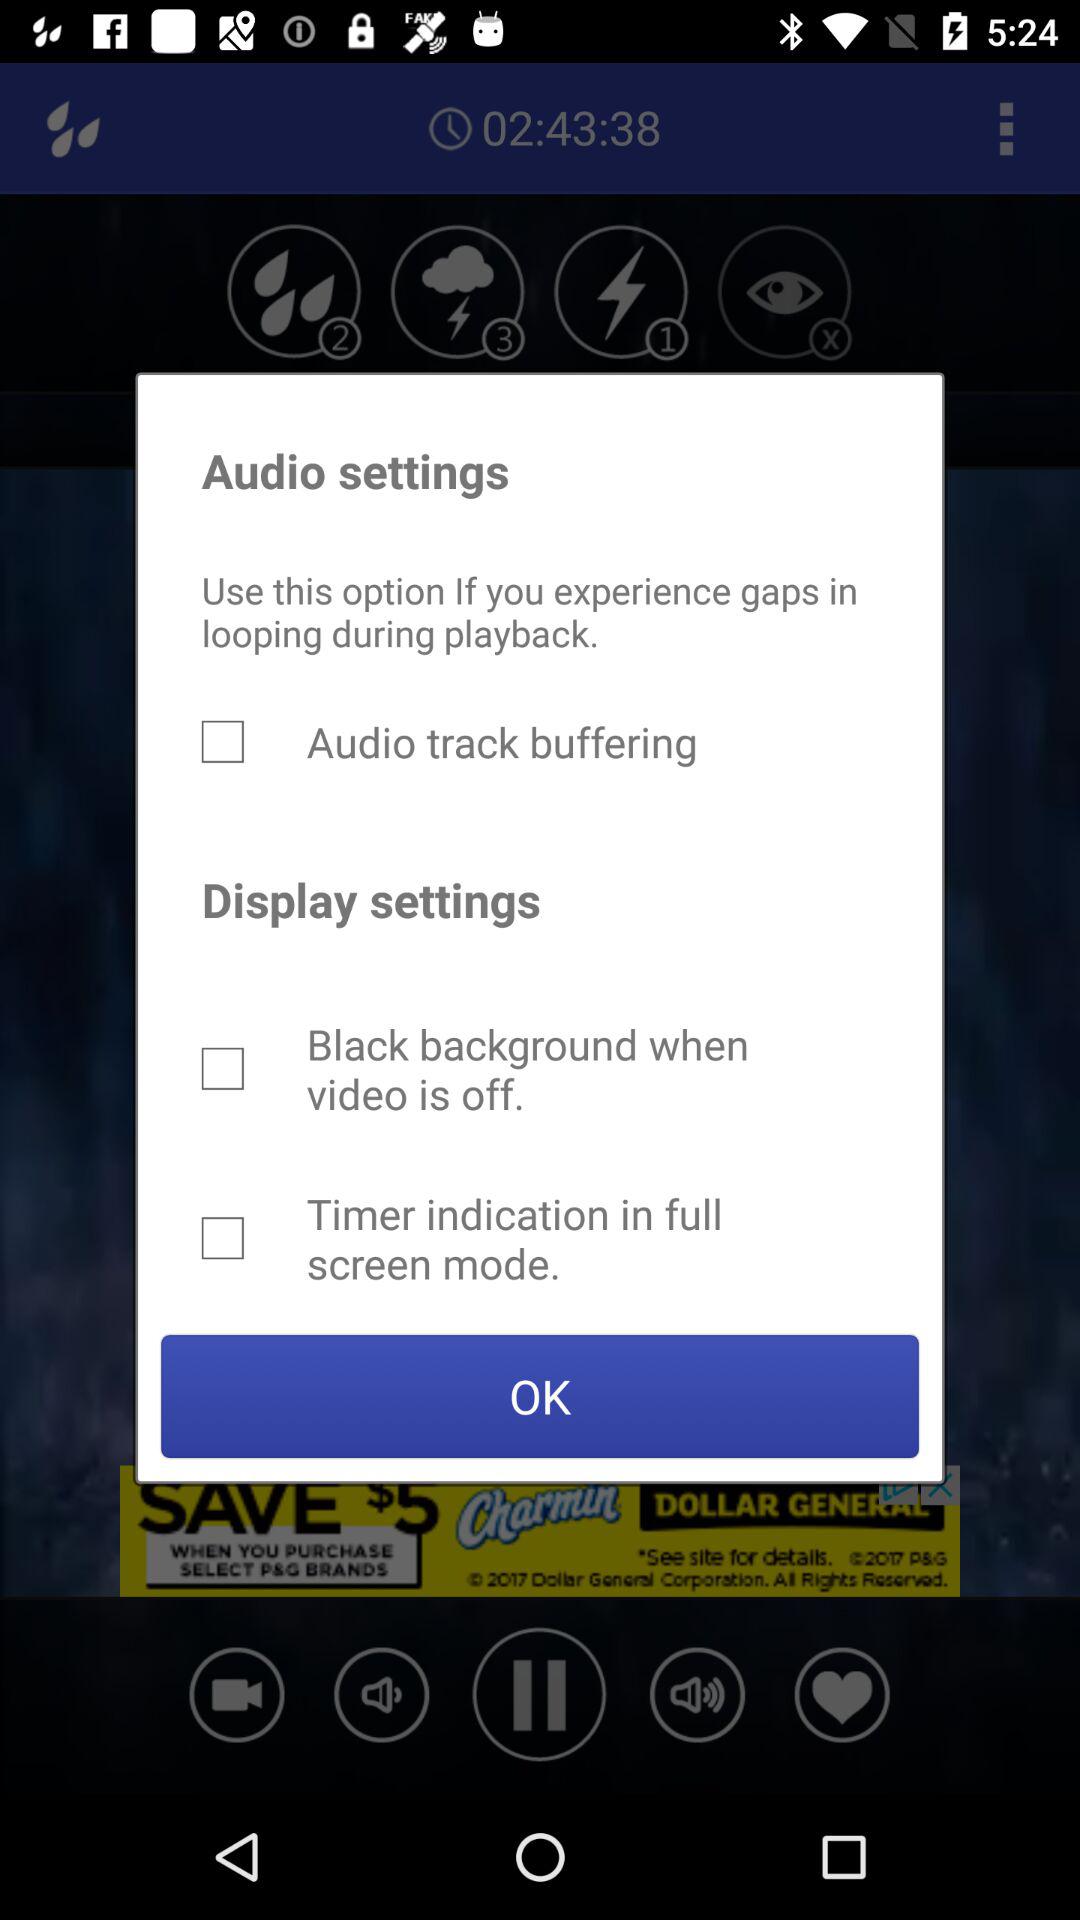 FAKE
5:24
02:43:38
2
3
1
X
Audio settings
Use this option If you experience gaps in
looping during playback.
Audio track buffering
Display settings
Black background when
video is off.
Timer indication in full
screen mode.
OK
SAVE $5
WHEN YOU PURCHASE
SELECT P&G BRANDS
Charmin
DOLLAR GENERAL
*See site for details. ©2017 P&G
© 2017 Dollar General Corporation. All Rights Reserved.